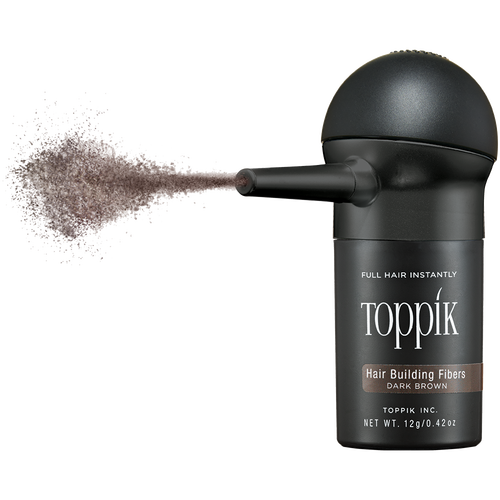 FULL HAIR INSTANTLY
TOPPIK
Hair Building Fibers
DARK BROWN
TOPPIK INC.
NET WT. 12g/0.42oz